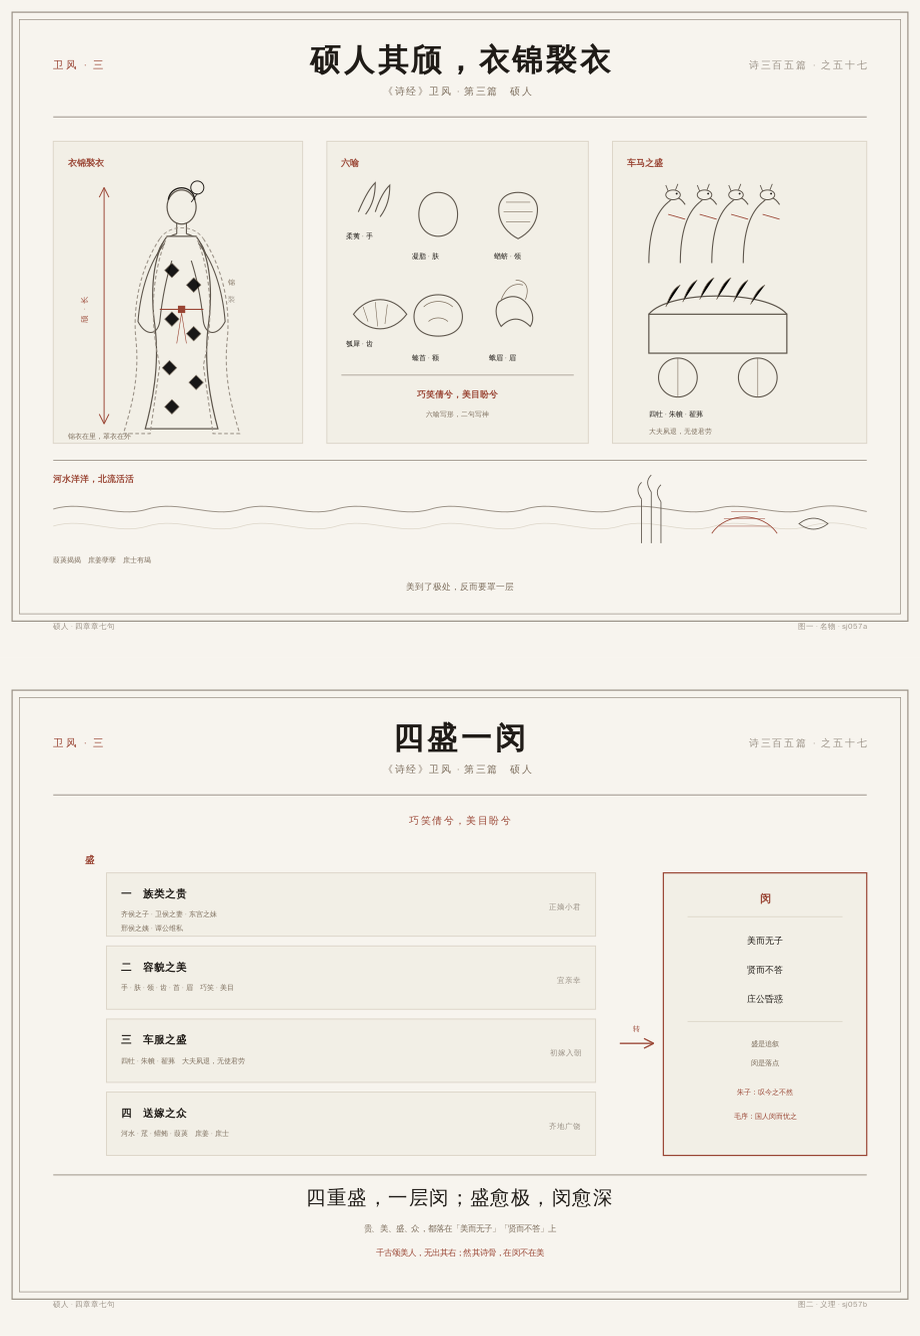 卫风 · 三
硕人其颀，衣锦褧衣
诗三百五篇 · 之五十七
《诗经》卫风 · 第三篇　硕人
衣锦褧衣
颀 · 长
锦
褧
锦衣在里，罩衣在外
六喻
柔荑 · 手
凝脂 · 肤
蝤蛴 · 领
瓠犀 · 齿
螓首 · 额
蛾眉 · 眉
巧笑倩兮，美目盼兮
六喻写形，二句写神
车马之盛
四牡 · 朱幩 · 翟茀
大夫夙退，无使君劳
河水洋洋，北流活活
葭菼揭揭　庶姜孽孽　庶士有朅
美到了极处，反而要罩一层
硕人 · 四章章七句
图一 · 名物 · sj057a
卫风 · 三
四盛一闵
诗三百五篇 · 之五十七
《诗经》卫风 · 第三篇　硕人
巧笑倩兮，美目盼兮
盛
一　族类之贵
齐侯之子 · 卫侯之妻 · 东宫之妹
邢侯之姨 · 谭公维私
正嫡小君
二　容貌之美
手 · 肤 · 领 · 齿 · 首 · 眉　巧笑 · 美目
宜亲幸
三　车服之盛
四牡 · 朱幩 · 翟茀　大夫夙退，无使君劳
初嫁入朝
四　送嫁之众
河水 · 罛 · 鳣鲔 · 葭菼　庶姜 · 庶士
齐地广饶
转
闵
美而无子
贤而不答
庄公昏惑
盛是追叙
闵是落点
朱子：叹今之不然
毛序：国人闵而忧之
四重盛，一层闵；盛愈极，闵愈深
贵、美、盛、众，都落在「美而无子」「贤而不答」上
千古颂美人，无出其右；然其诗骨，在闵不在美
硕人 · 四章章七句
图二 · 义理 · sj057b